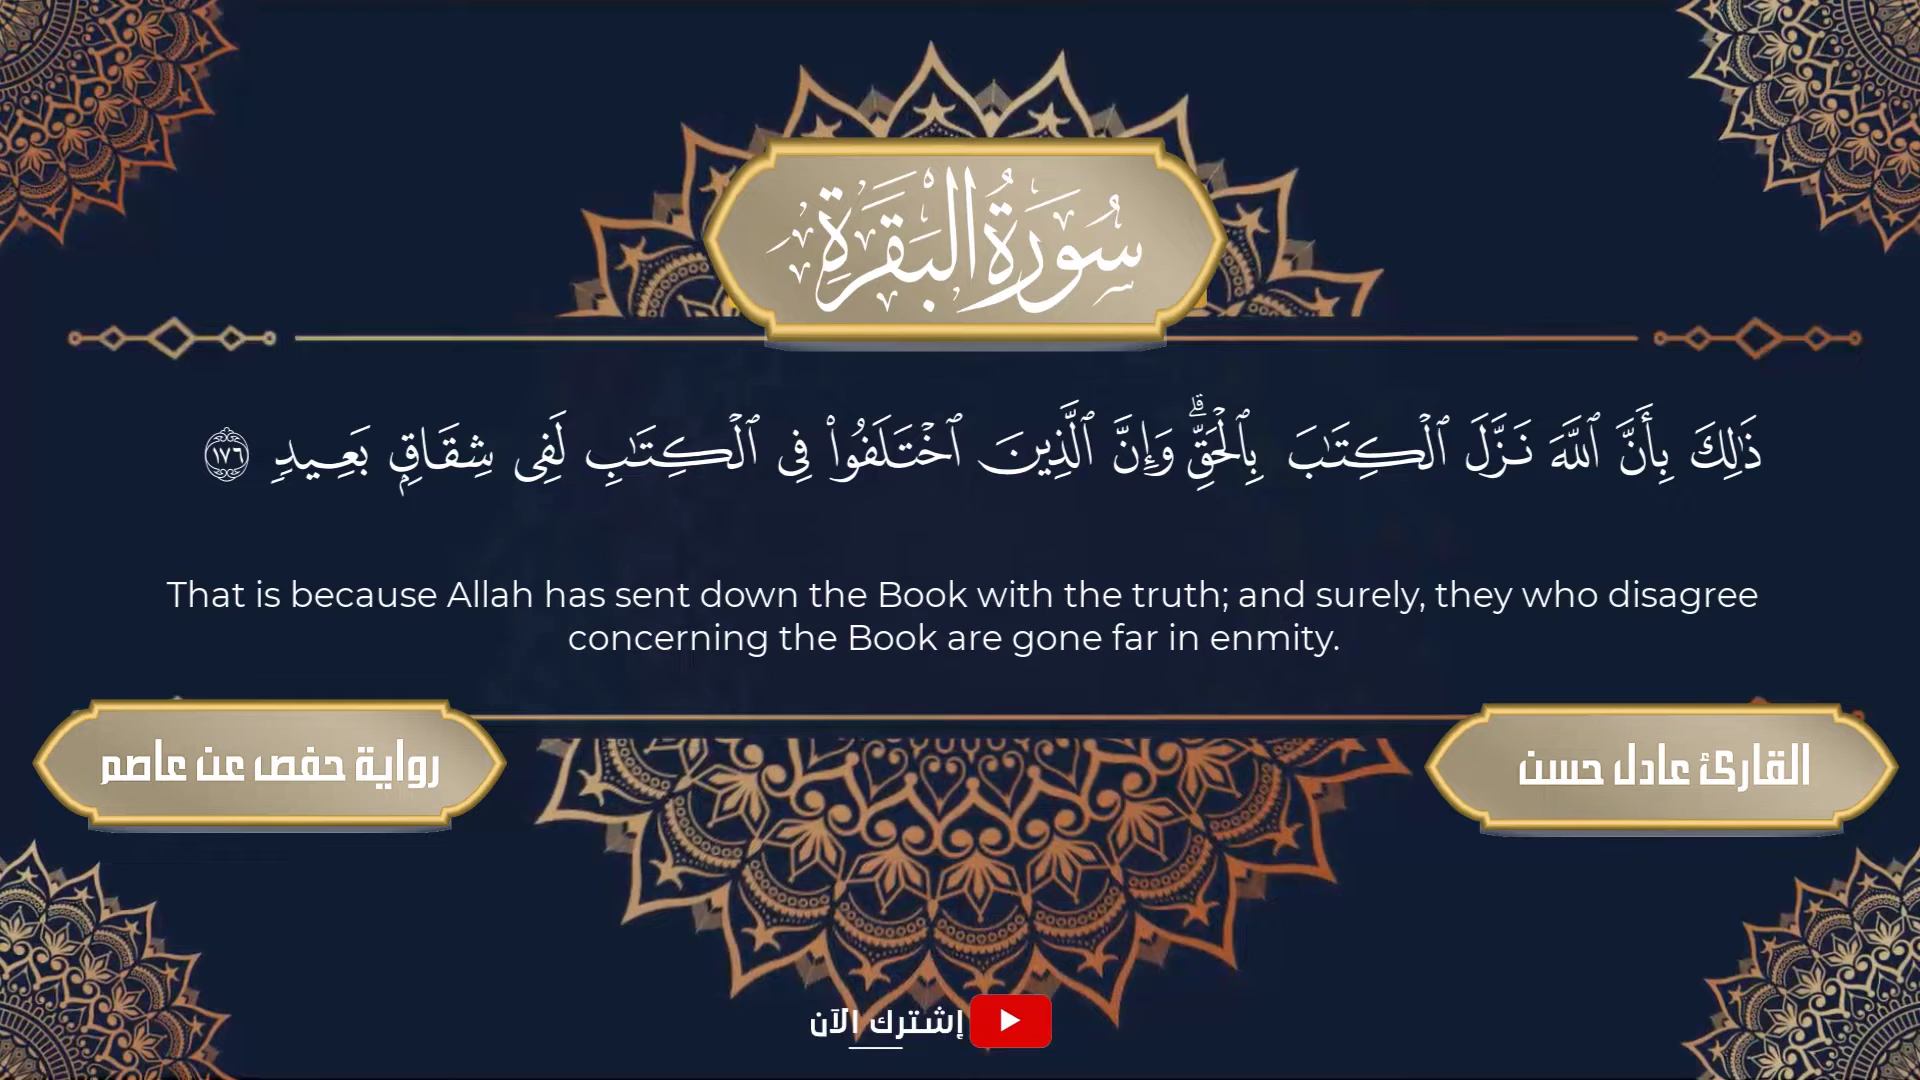 سُورَةُ البَقَرَةِ
ذَٰلِكَ بِأَنَّ ٱللَّهَ نَزَّلَ ٱلْكِتَـٰبَ بِٱلْحَقِّ ۗ وَإِنَّ ٱلَّذِينَ ٱخْتَلَفُوا۟ فِى ٱلْكِتَـٰبِ لَفِى شِقَاقٍۭ بَعِيدٍ ١٧٦
That is because Allah has sent down the Book with the truth; and surely, they who disagree
concerning the Book are gone far in enmity.
القارئ عادل حسن
رواية حفص عن عاصم
إشترك الآن